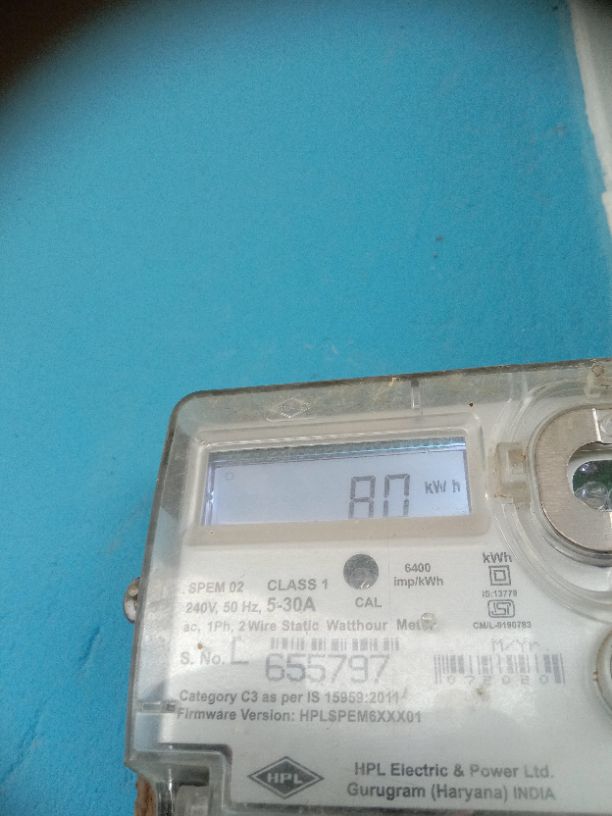 80 kWh
6400
imp/kWh
kWh
IS:13779
CM/L-0190783
SPEM 02 CLASS 1
240V, 50 Hz, 5-30A CAL
ac, 1Ph, 2 Wire Static Watthour Meter
S. No. L 655797
M/Yr
072020
Category C3 as per IS 15959:2011
Firmware Version: HPLSPEM6XXX01
HPL
HPL Electric & Power Ltd.
Gurugram (Haryana) INDIA